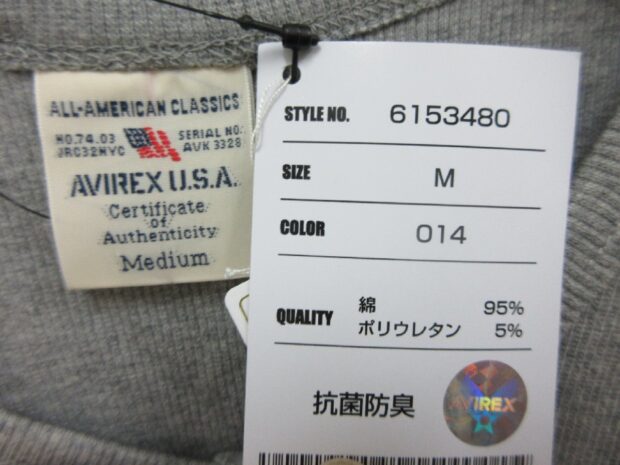 ALL-AMERICAN CLASSICS
NO.74.03
JRC32NYC
SERIAL NO.
AVK 3328
AVIREX U.S.A.
Certificate
of
Authenticity
Medium
STYLE NO. 6153480
SIZE M
COLOR 014
QUALITY 綿 95%
ポリウレタン 5%
抗菌防臭
AVIREX